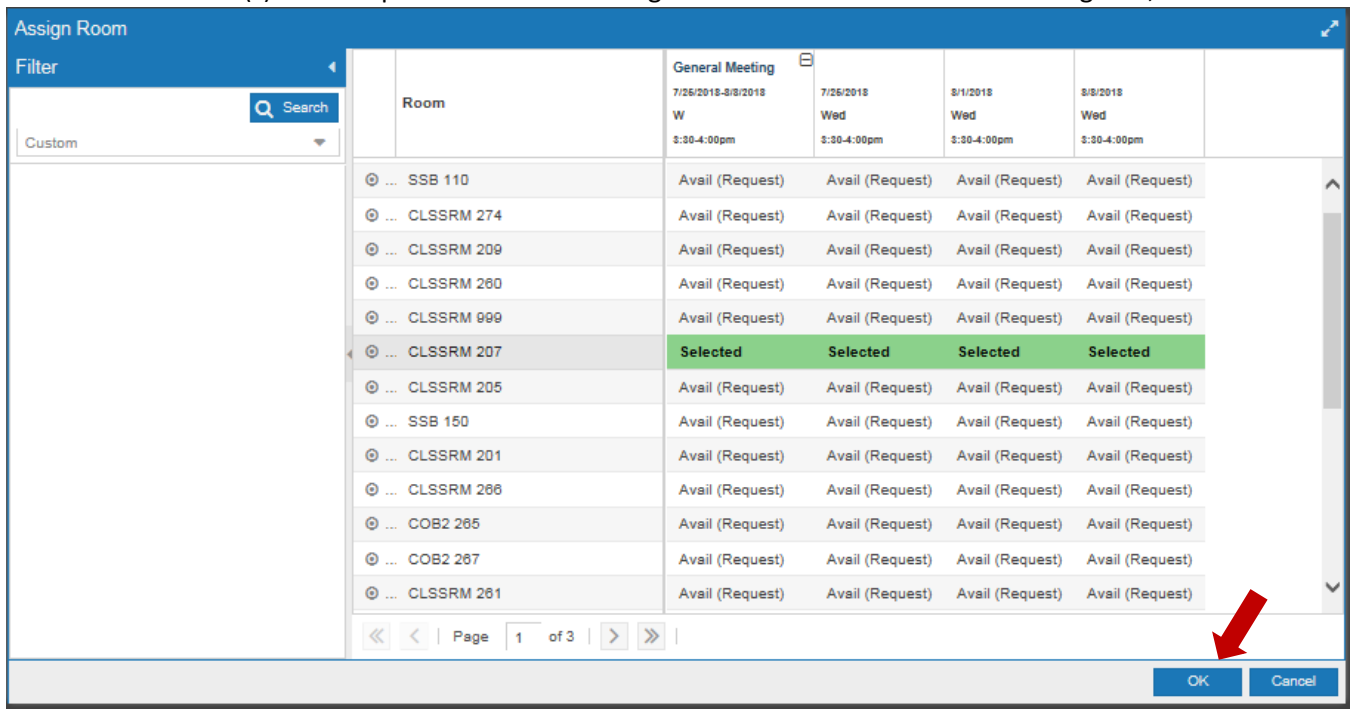 Assign Room
Filter
Search
Custom
Room
General Meeting
7/25/2018-8/8/2018
W
3:30-4:00pm
7/25/2018
Wed
3:30-4:00pm
8/1/2018
Wed
3:30-4:00pm
8/8/2018
Wed
3:30-4:00pm
... SSB 110 Avail (Request) Avail (Request) Avail (Request) Avail (Request)
... CLSSRM 274 Avail (Request) Avail (Request) Avail (Request) Avail (Request)
... CLSSRM 209 Avail (Request) Avail (Request) Avail (Request) Avail (Request)
... CLSSRM 260 Avail (Request) Avail (Request) Avail (Request) Avail (Request)
... CLSSRM 999 Avail (Request) Avail (Request) Avail (Request) Avail (Request)
... CLSSRM 207 Selected Selected Selected Selected
... CLSSRM 205 Avail (Request) Avail (Request) Avail (Request) Avail (Request)
... SSB 150 Avail (Request) Avail (Request) Avail (Request) Avail (Request)
... CLSSRM 201 Avail (Request) Avail (Request) Avail (Request) Avail (Request)
... CLSSRM 266 Avail (Request) Avail (Request) Avail (Request) Avail (Request)
... COB2 265 Avail (Request) Avail (Request) Avail (Request) Avail (Request)
... COB2 267 Avail (Request) Avail (Request) Avail (Request) Avail (Request)
... CLSSRM 261 Avail (Request) Avail (Request) Avail (Request) Avail (Request)
Page 1 of 3
OK Cancel